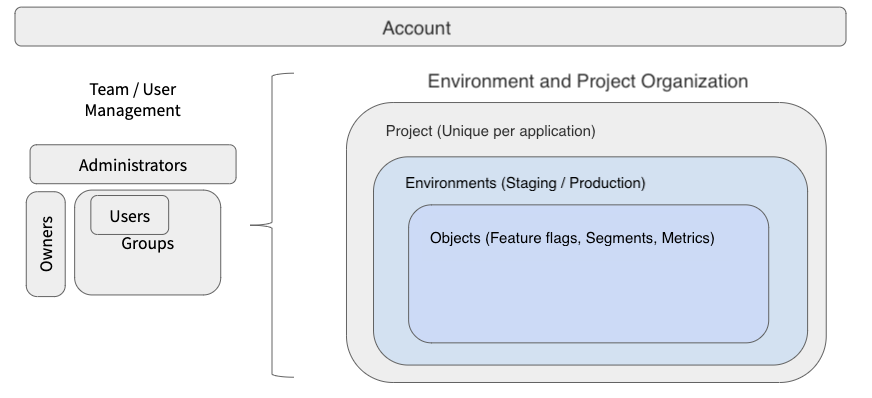 Account
Team / User
Management
Administrators
Owners
Users
Groups
Environment and Project Organization
Project (Unique per application)
Environments (Staging / Production)
Objects (Feature flags, Segments, Metrics)